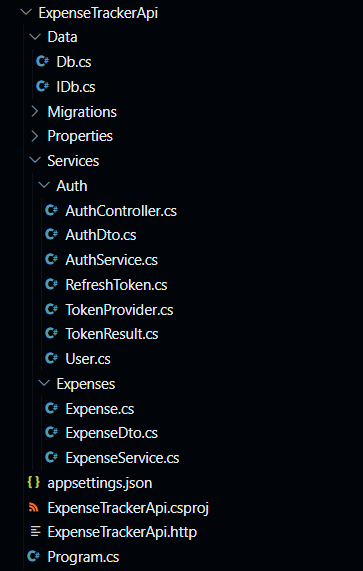 ExpenseTrackerApi
Data
Db.cs
IDb.cs
Migrations
Properties
Services
Auth
AuthController.cs
AuthDto.cs
AuthService.cs
RefreshToken.cs
TokenProvider.cs
TokenResult.cs
User.cs
Expenses
Expense.cs
ExpenseDto.cs
ExpenseService.cs
appsettings.json
ExpenseTrackerApi.csproj
ExpenseTrackerApi.http
Program.cs